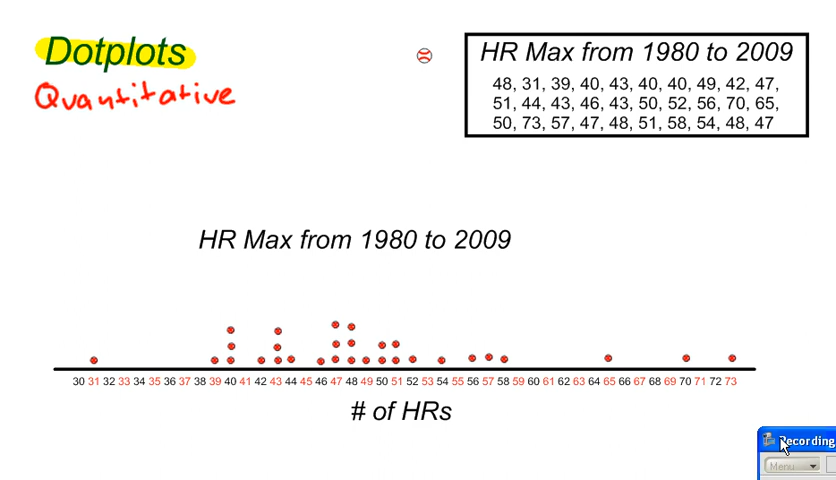 Dotplots
Quantitative
HR Max from 1980 to 2009
48, 31, 39, 40, 43, 40, 40, 49, 42, 47,
51, 44, 43, 46, 43, 50, 52, 56, 70, 65,
50, 73, 57, 47, 48, 51, 58, 54, 48, 47
HR Max from 1980 to 2009
30 31 32 33 34 35 36 37 38 39 40 41 42 43 44 45 46 47 48 49 50 51 52 53 54 55 56 57 58 59 60 61 62 63 64 65 66 67 68 69 70 71 72 73
# of HRs
Recording
Menu